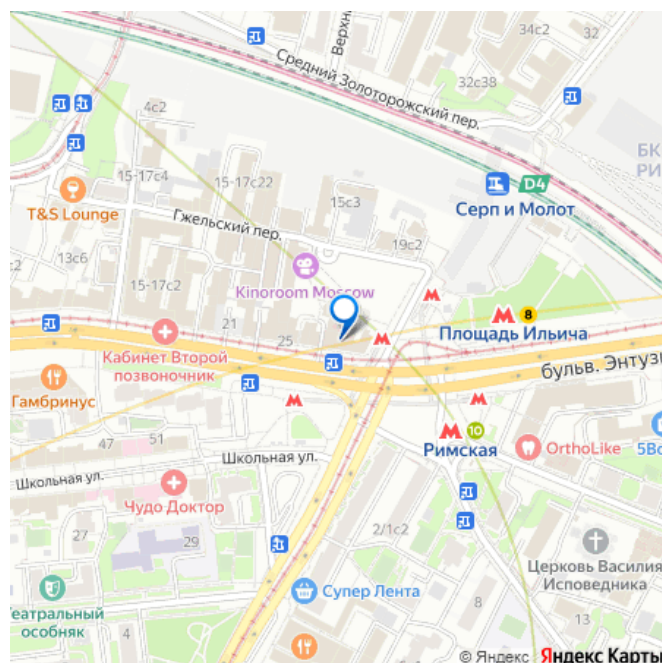 34с2
32
Верхн
Средний Золоторожский пер.
32с38
4с2
БК
РИ
15-17с4
15-17с22
D4
15с3
Серп и Молот
T&S Lounge
Гжельский пер.
19с2
13с6
15-17с2
Kinoroom Moscow
8
21
25
Площадь Ильича
Кабинет Второй
позвоночник
бульв. Энтузи
Гамбринус
10
47
51
Римская
OrthoLike
5Во
Школьная ул.
Школьная ул.
Чудо Доктор
27
29
2/1с2
Церковь Василия
Исповедника
Супер Лента
8
еатральный
особняк
4
© Яндекс Яндекс Карты